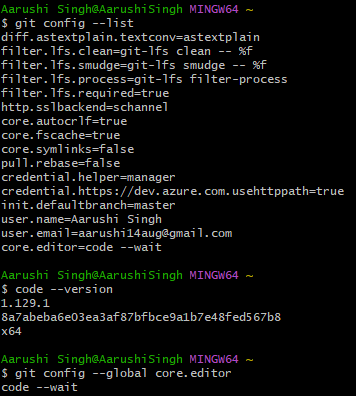 Aarushi Singh@AarushiSingh MINGW64 ~
$ git config --list
diff.astextplain.textconv=astextplain
filter.lfs.clean=git-lfs clean -- %f
filter.lfs.smudge=git-lfs smudge -- %f
filter.lfs.process=git-lfs filter-process
filter.lfs.required=true
http.sslbackend=schannel
core.autocrlf=true
core.fscache=true
core.symlinks=false
pull.rebase=false
credential.helper=manager
credential.https://dev.azure.com.usehttppath=true
init.defaultbranch=master
user.name=Aarushi Singh
user.email=aarushi14aug@gmail.com
core.editor=code --wait
Aarushi Singh@AarushiSingh MINGW64 ~
$ code --version
1.129.1
8a7abeba6e03ea3af87bfbce9a1b7e48fed567b8
x64
Aarushi Singh@AarushiSingh MINGW64 ~
$ git config --global core.editor
code --wait